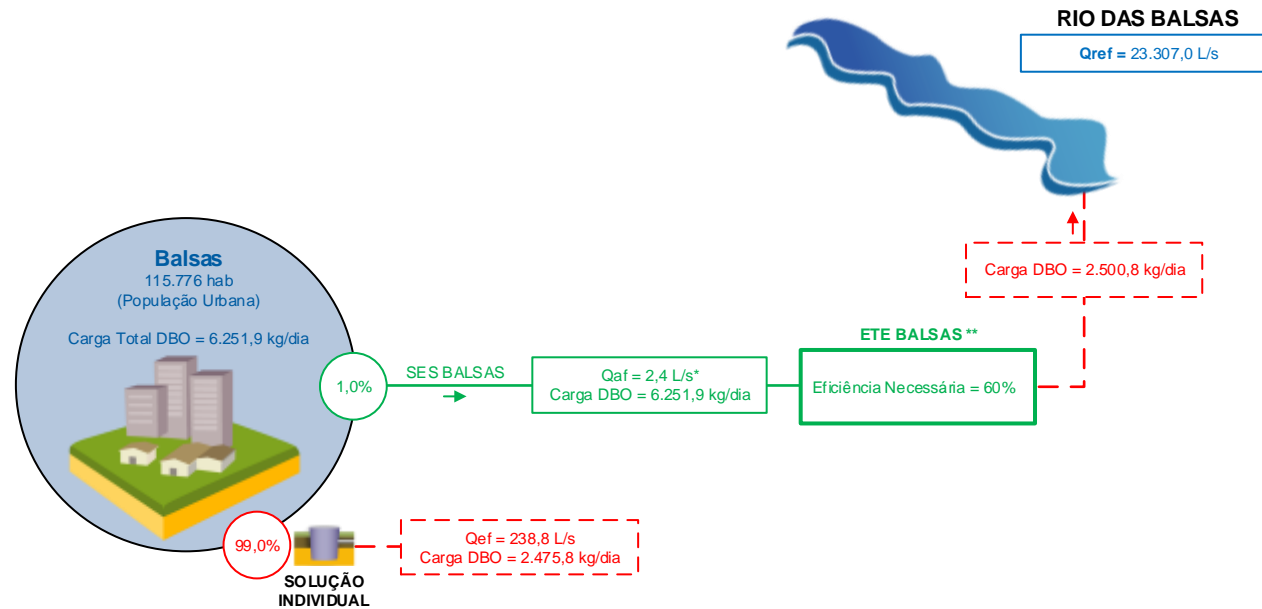 RIO DAS BALSAS
Qref = 23.307,0 L/s
Balsas
115.776 hab
(População Urbana)
Carga Total DBO = 6.251,9 kg/dia
1,0%
SES BALSAS
Qaf = 2,4 L/s*
Carga DBO = 6.251,9 kg/dia
ETE BALSAS **
Eficiência Necessária = 60%
Carga DBO = 2.500,8 kg/dia
99,0%
SOLUÇÃO
INDIVIDUAL
Qef = 238,8 L/s
Carga DBO = 2.475,8 kg/dia